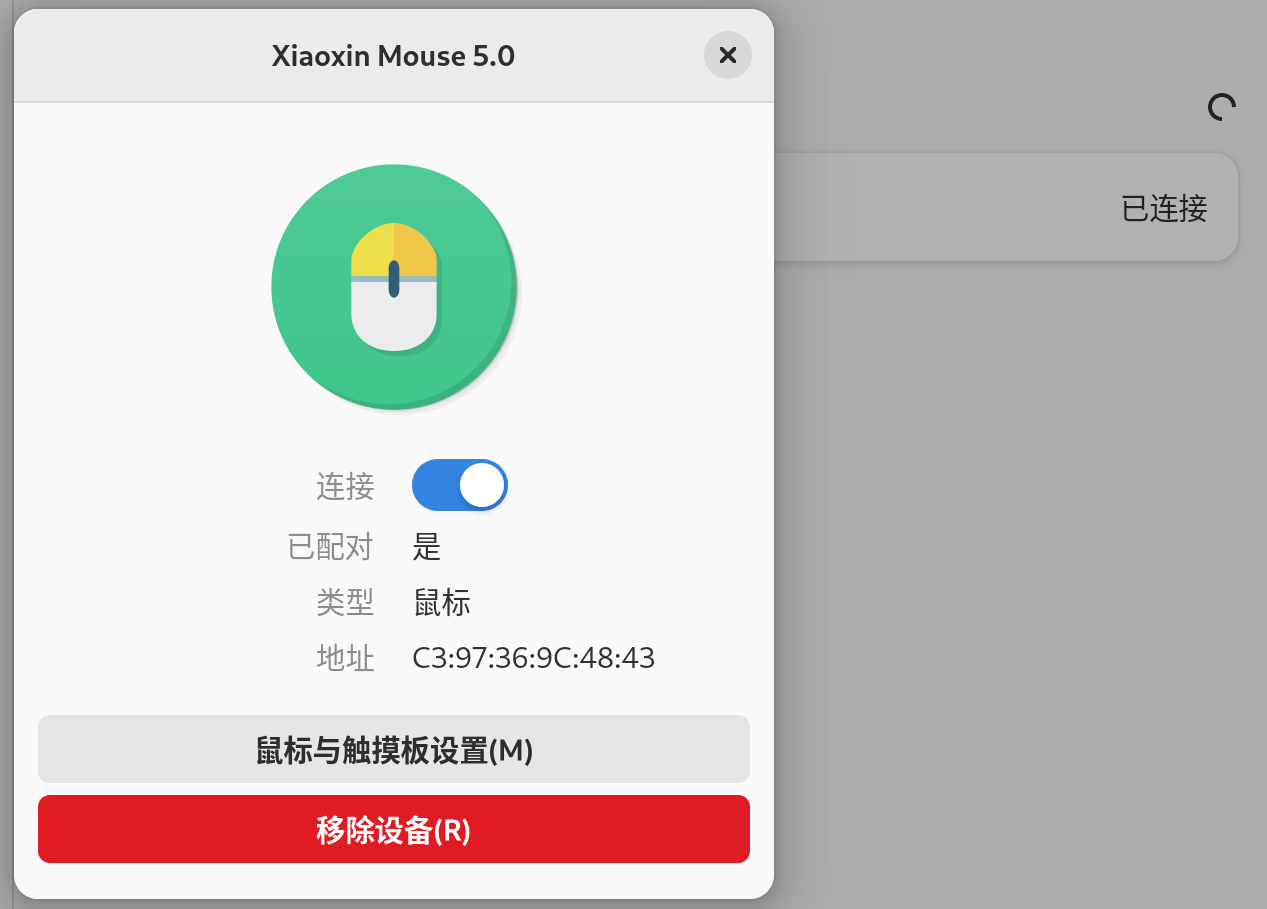 Xiaoxin Mouse 5.0
已连接
连接
已配对 是
类型 鼠标
地址 C3:97:36:9C:48:43
鼠标与触摸板设置(M)
移除设备(R)